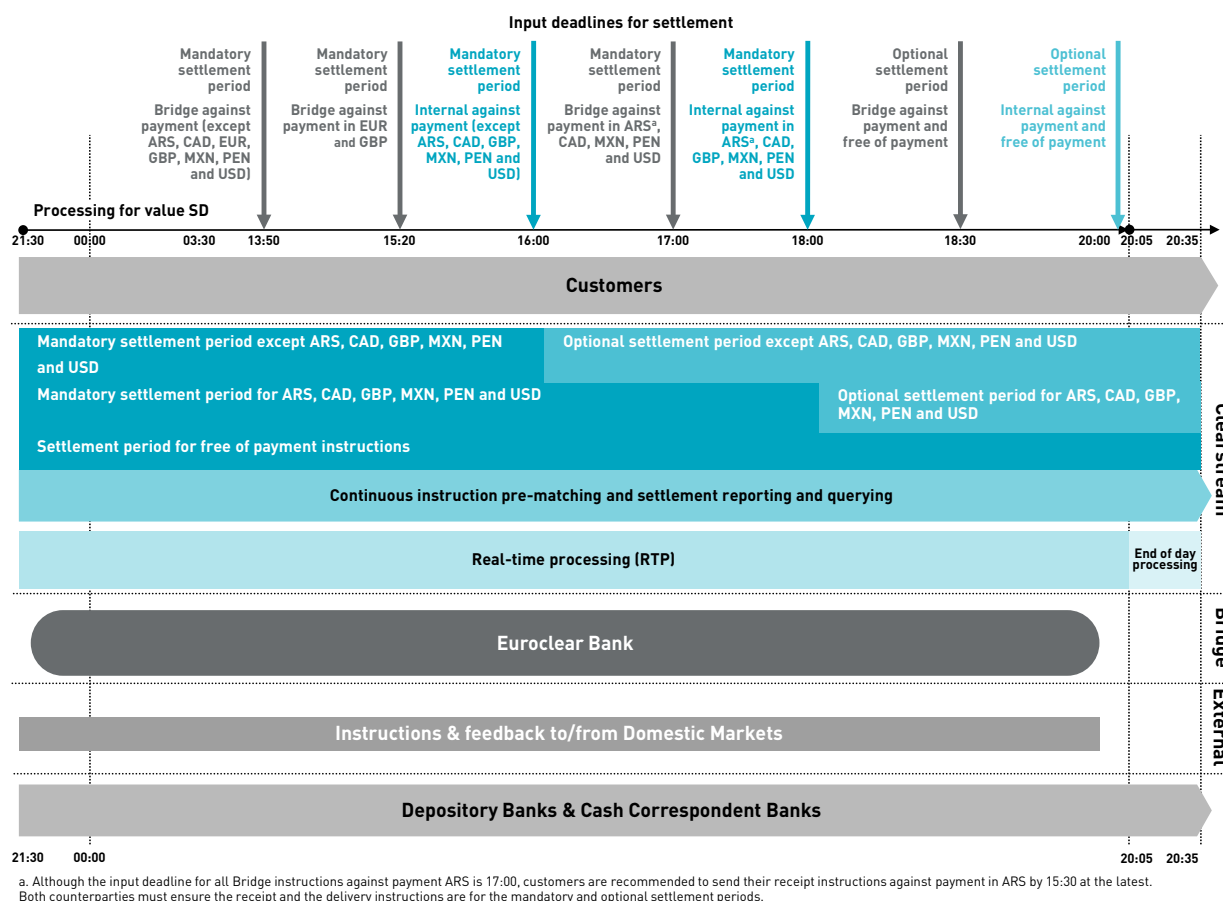 Input deadlines for settlement
Mandatory
settlement
period
Bridge against
payment (except
ARS, CAD, EUR,
GBP, MXN, PEN
and USD)
Mandatory
settlement
period
Bridge against
payment in EUR
and GBP
Mandatory
settlement
period
Internal against
payment (except
ARS, CAD, GBP,
MXN, PEN and
USD)
Mandatory
settlement
period
Bridge against
payment in ARSª,
CAD, MXN, PEN
and USD
Mandatory
settlement
period
Internal against
payment in
ARSª, CAD,
GBP, MXN, PEN
and USD
Optional
settlement
period
Bridge against
payment and
free of payment
Optional
settlement
period
Internal against
payment and
free of payment
Processing for value SD
21:30 00:00 03:30 13:50 15:20 16:00 17:00 18:00 18:30 20:00 20:05 20:35
Customers
Mandatory settlement period except ARS, CAD, GBP, MXN, PEN
and USD
Optional settlement period except ARS, CAD, GBP, MXN, PEN and USD
Mandatory settlement period for ARS, CAD, GBP, MXN, PEN and USD
Optional settlement period for ARS, CAD, GBP,
MXN, PEN and USD
Settlement period for free of payment instructions
Continuous instruction pre-matching and settlement reporting and querying
Real-time processing (RTP)
End of day
processing
Clearstream
Euroclear Bank
Bridge
Instructions & feedback to/from Domestic Markets
External
Depository Banks & Cash Correspondent Banks
21:30 00:00 20:05 20:35
a. Although the input deadline for all Bridge instructions against payment ARS is 17:00, customers are recommended to send their receipt instructions against payment in ARS by 15:30 at the latest.
Both counterparties must ensure the receipt and the delivery instructions are for the mandatory and optional settlement periods.